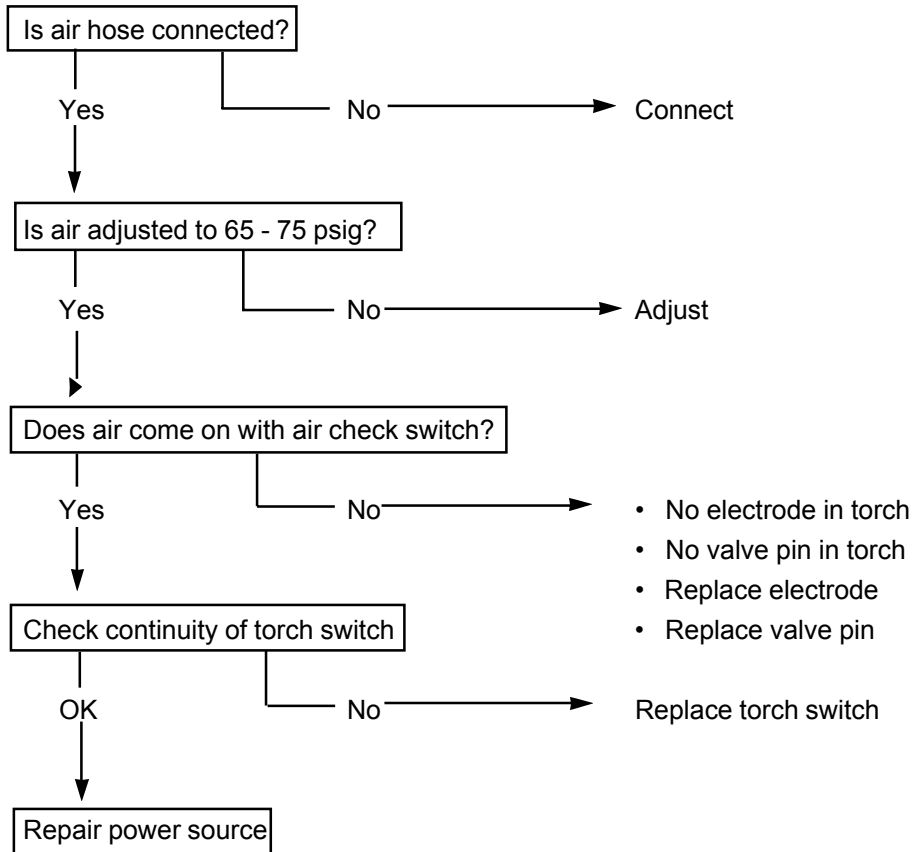 Is air hose connected?
Yes
No
Connect
Is air adjusted to 65 - 75 psig?
Yes
No
Adjust
Does air come on with air check switch?
Yes
No
• No electrode in torch
• No valve pin in torch
• Replace electrode
• Replace valve pin
Check continuity of torch switch
OK
No
Replace torch switch
Repair power source